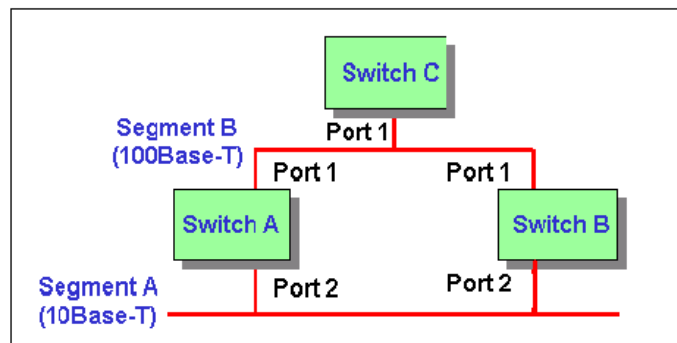 Switch C
Port 1
Segment B
(100Base-T)
Port 1
Port 1
Switch A
Switch B
Port 2
Port 2
Segment A
(10Base-T)